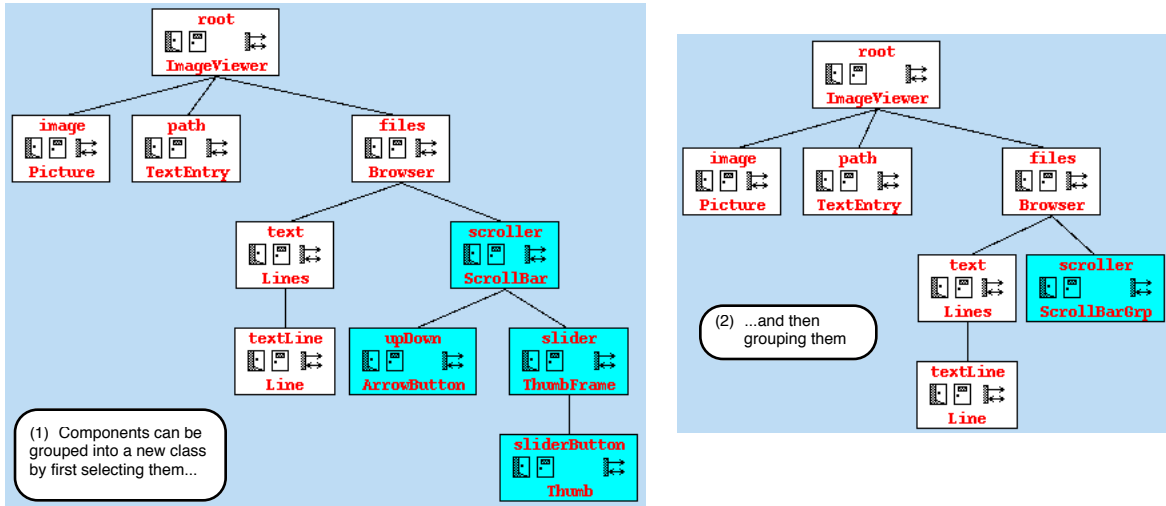 root
ImageViewer
image
Picture
path
TextEntry
files
Browser
text
Lines
scroller
ScrollBar
textLine
Line
upDown
ArrowButton
slider
ThumbFrame
sliderButton
Thumb
(1) Components can be
grouped into a new class
by first selecting them...
root
ImageViewer
image
Picture
path
TextEntry
files
Browser
text
Lines
scroller
ScrollBarGrp
textLine
Line
(2) ...and then
grouping them